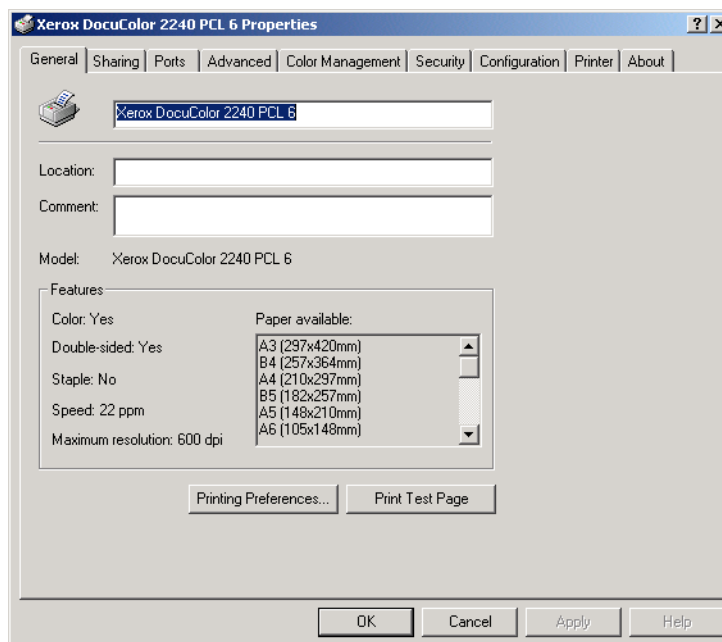 Xerox DocuColor 2240 PCL 6 Properties
? X
General Sharing Ports Advanced Color Management Security Configuration Printer About
Xerox DocuColor 2240 PCL 6
Location:
Comment:
Model: Xerox DocuColor 2240 PCL 6
Features
Color: Yes Paper available:
Double-sided: Yes A3 (297x420mm)
B4 (257x364mm)
Staple: No A4 (210x297mm)
B5 (182x257mm)
Speed: 22 ppm A5 (148x210mm)
A6 (105x148mm)
Maximum resolution: 600 dpi
Printing Preferences... Print Test Page
OK Cancel Apply Help